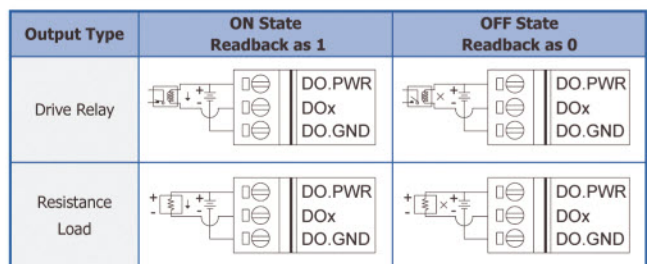 Output Type
ON State
Readback as 1
OFF State
Readback as 0
Drive Relay
+
-
DO.PWR
DOx
DO.GND
+
-
×
DO.PWR
DOx
DO.GND
Resistance
Load
+
-
+
-
DO.PWR
DOx
DO.GND
+
-
×
+
-
DO.PWR
DOx
DO.GND